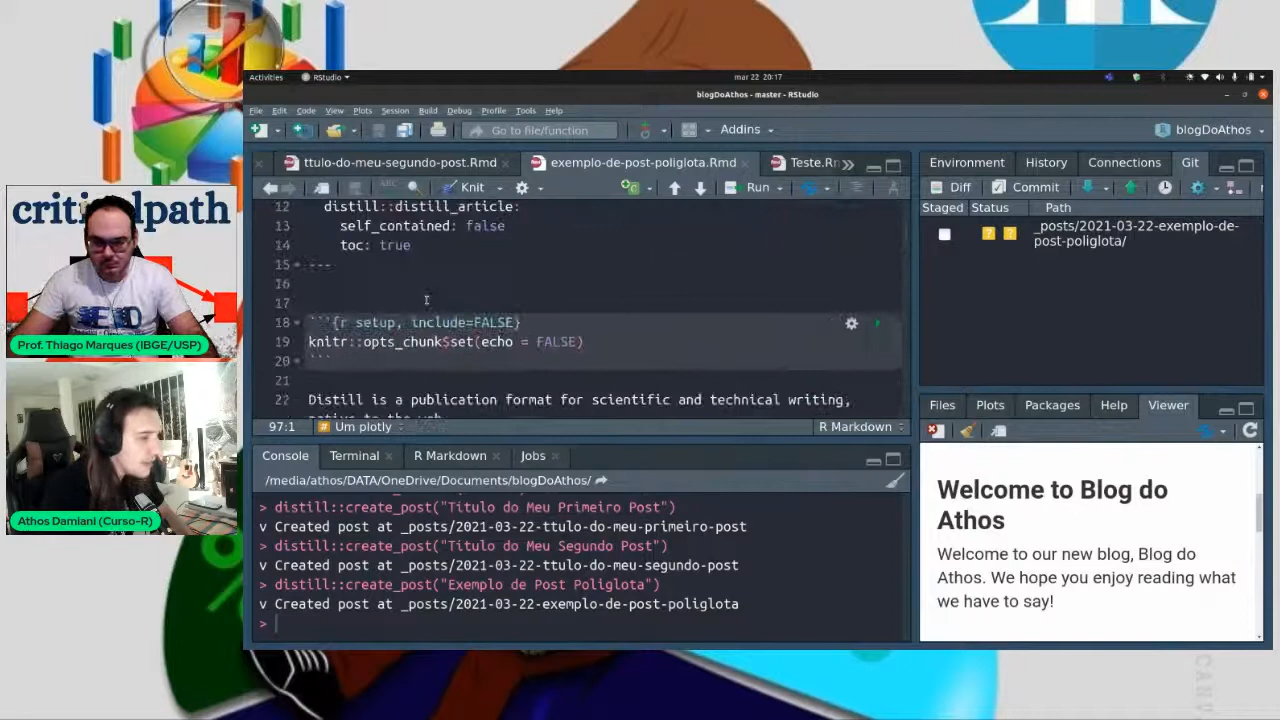 Activities
RStudio
mar 22 20:17
blogDoAthos - master - RStudio
File Edit Code View Plots Session Build Debug Profile Tools Help
Go to file/function
Addins
blogDoAthos
ttulo-do-meu-segundo-post.Rmd
exemplo-de-post-poliglota.Rmd
Teste.Rn
Knit
Run
12 distill::distill_article:
13 self_contained: false
14 toc: true
15 ---
16
17
18 ```{r setup, include=FALSE}
19 knitr::opts_chunk$set(echo = FALSE)
20 ```
21
22 Distill is a publication format for scientific and technical writing,
97:1
Um plotly
R Markdown
Console Terminal R Markdown Jobs
/media/athos/DATA/OneDrive/Documents/blogDoAthos/
> distill::create_post("Titulo do Meu Primeiro Post")
v Created post at _posts/2021-03-22-ttulo-do-meu-primeiro-post
> distill::create_post("Titulo do Meu Segundo Post")
v Created post at _posts/2021-03-22-ttulo-do-meu-segundo-post
> distill::create_post("Exemplo de Post Poliglota")
v Created post at _posts/2021-03-22-exemplo-de-post-poliglota
>
Environment History Connections Git
Diff Commit
Staged Status Path
_posts/2021-03-22-exemplo-de-
post-poliglota/
Files Plots Packages Help Viewer
Welcome to Blog do
Athos
Welcome to our new blog, Blog do
Athos. We hope you enjoy reading what
we have to say!
Prof. Thiago Marques (IBGE/USP)
Athos Damiani (Curso-R)